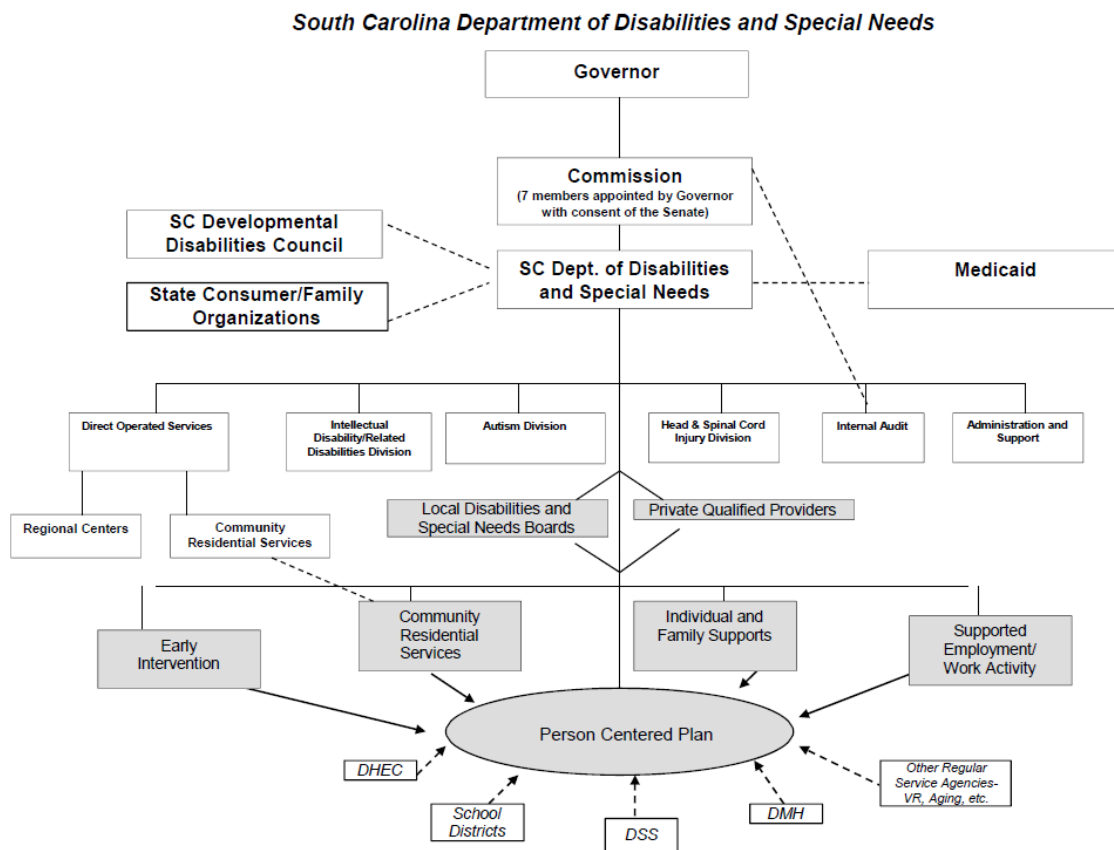 South Carolina Department of Disabilities and Special Needs
Governor
Commission
(7 members appointed by Governor
with consent of the Senate)
SC Developmental
Disabilities Council
SC Dept. of Disabilities
and Special Needs
Medicaid
State Consumer/Family
Organizations
Direct Operated Services
Intellectual
Disability/Related
Disabilities Division
Autism Division
Head & Spinal Cord
Injury Division
Internal Audit
Administration and
Support
Local Disabilities and
Special Needs Boards
Private Qualified Providers
Regional Centers
Community
Residential Services
Early
Intervention
Community
Residential
Services
Individual and
Family Supports
Supported
Employment/
Work Activity
Person Centered Plan
DHEC
School
Districts
DSS
DMH
Other Regular
Service Agencies-
VR, Aging, etc.